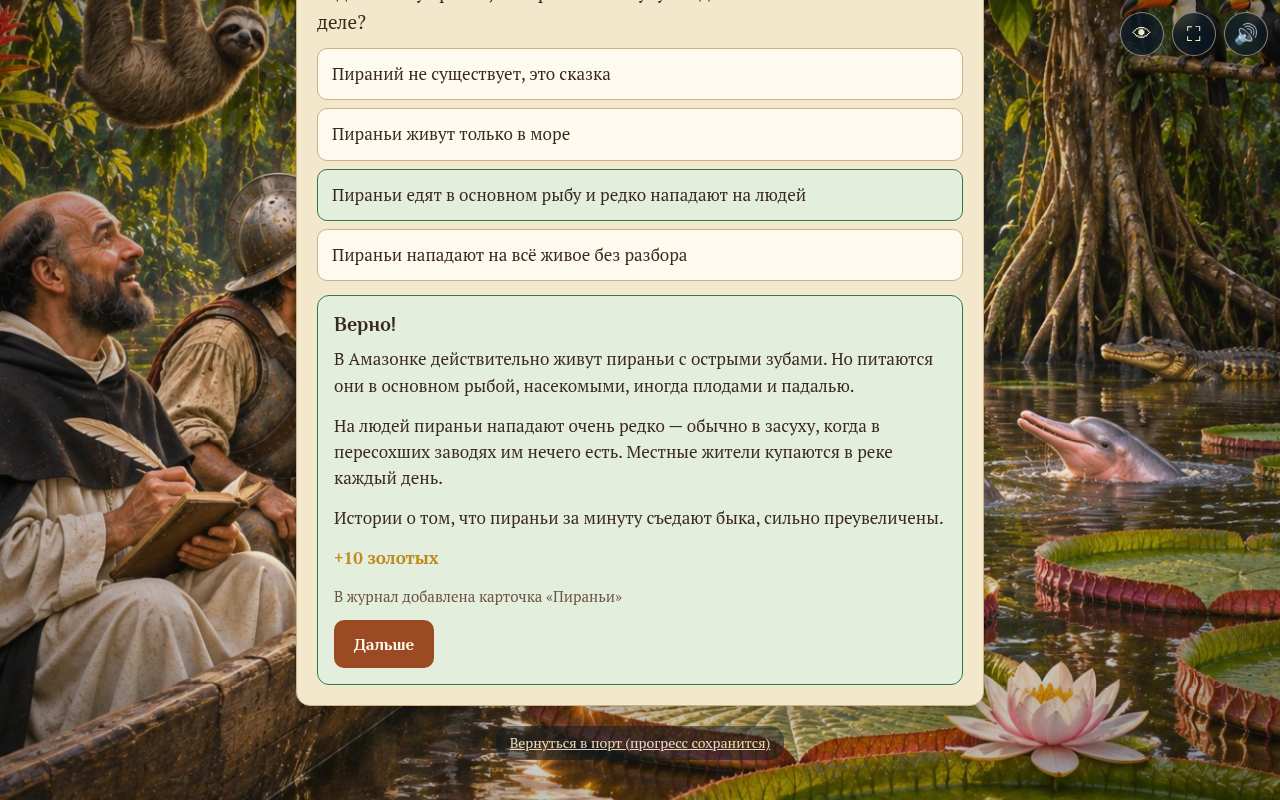 деле?
Пираний не существует, это сказка
Пираньи живут только в море
Пираньи едят в основном рыбу и редко нападают на людей
Пираньи нападают на всё живое без разбора
Верно!
В Амазонке действительно живут пираньи с острыми зубами. Но питаются
они в основном рыбой, насекомыми, иногда плодами и падалью.
На людей пираньи нападают очень редко — обычно в засуху, когда в
пересохших заводях им нечего есть. Местные жители купаются в реке
каждый день.
Истории о том, что пираньи за минуту съедают быка, сильно преувеличены.
+10 золотых
В журнал добавлена карточка «Пираньи»
Дальше
Вернуться в порт (прогресс сохранится)